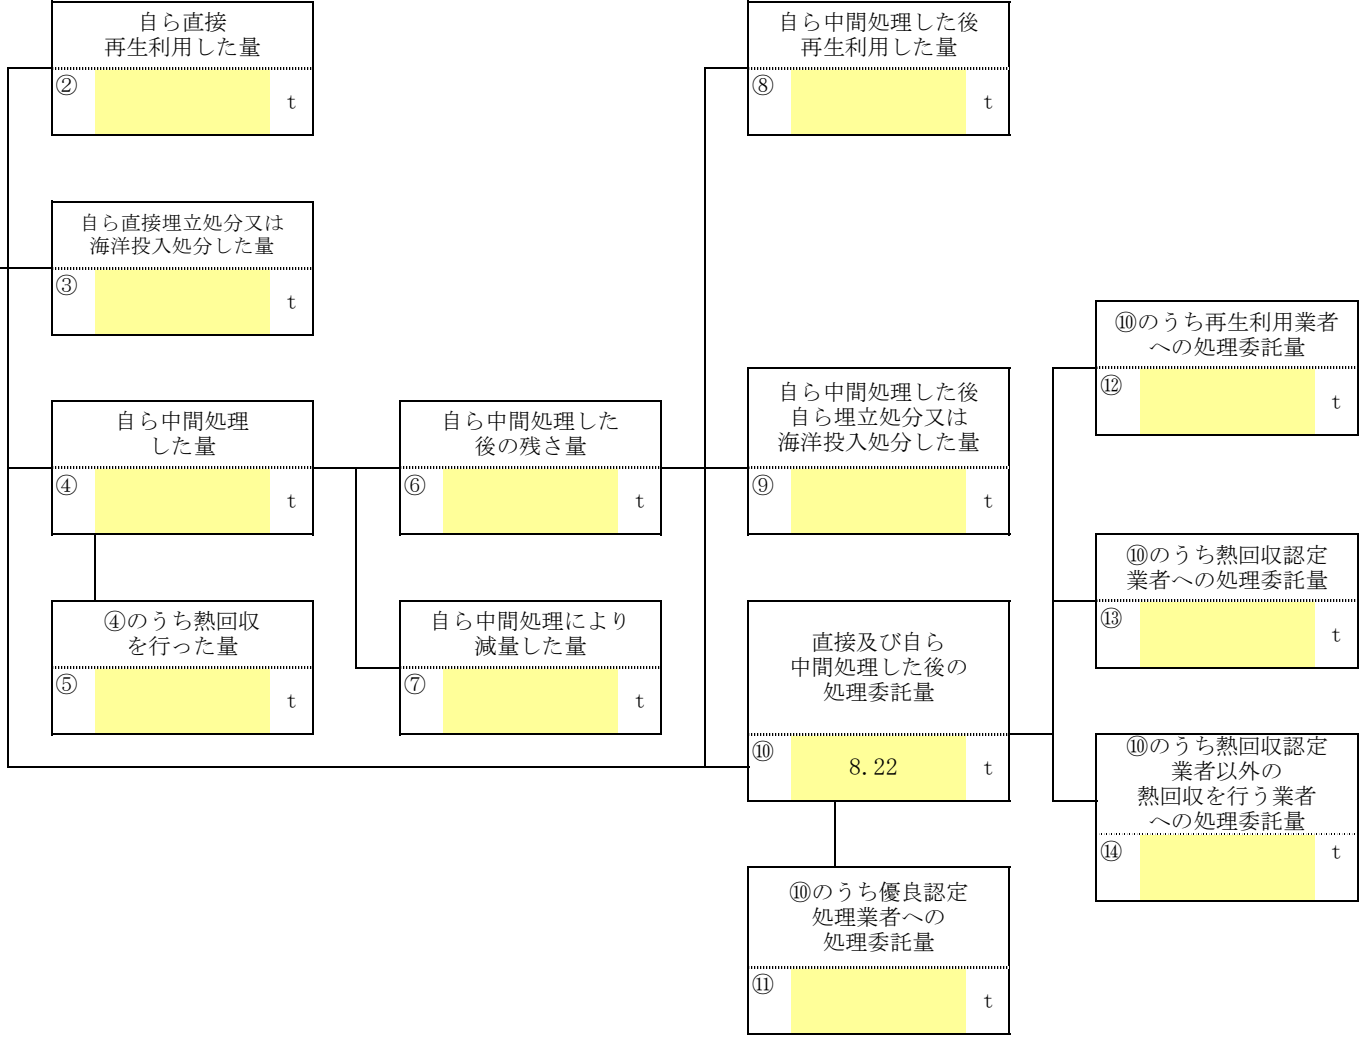 自ら直接
再生利用した量
②
t
自ら中間処理した後
再生利用した量
⑧
t
自ら直接埋立処分又は
海洋投入処分した量
③
t
⑩のうち再生利用業者
への処理委託量
⑫
t
自ら中間処理
した量
④
t
自ら中間処理した
後の残さ量
⑥
t
自ら中間処理した後
自ら埋立処分又は
海洋投入処分した量
⑨
t
⑩のうち熱回収認定
業者への処理委託量
⑬
t
④のうち熱回収
を行った量
⑤
t
自ら中間処理により
減量した量
⑦
t
直接及び自ら
中間処理した後の
処理委託量
⑩
8.22
t
⑩のうち熱回収認定
業者以外の
熱回収を行う業者
への処理委託量
⑭
t
⑩のうち優良認定
処理業者への
処理委託量
⑪
t